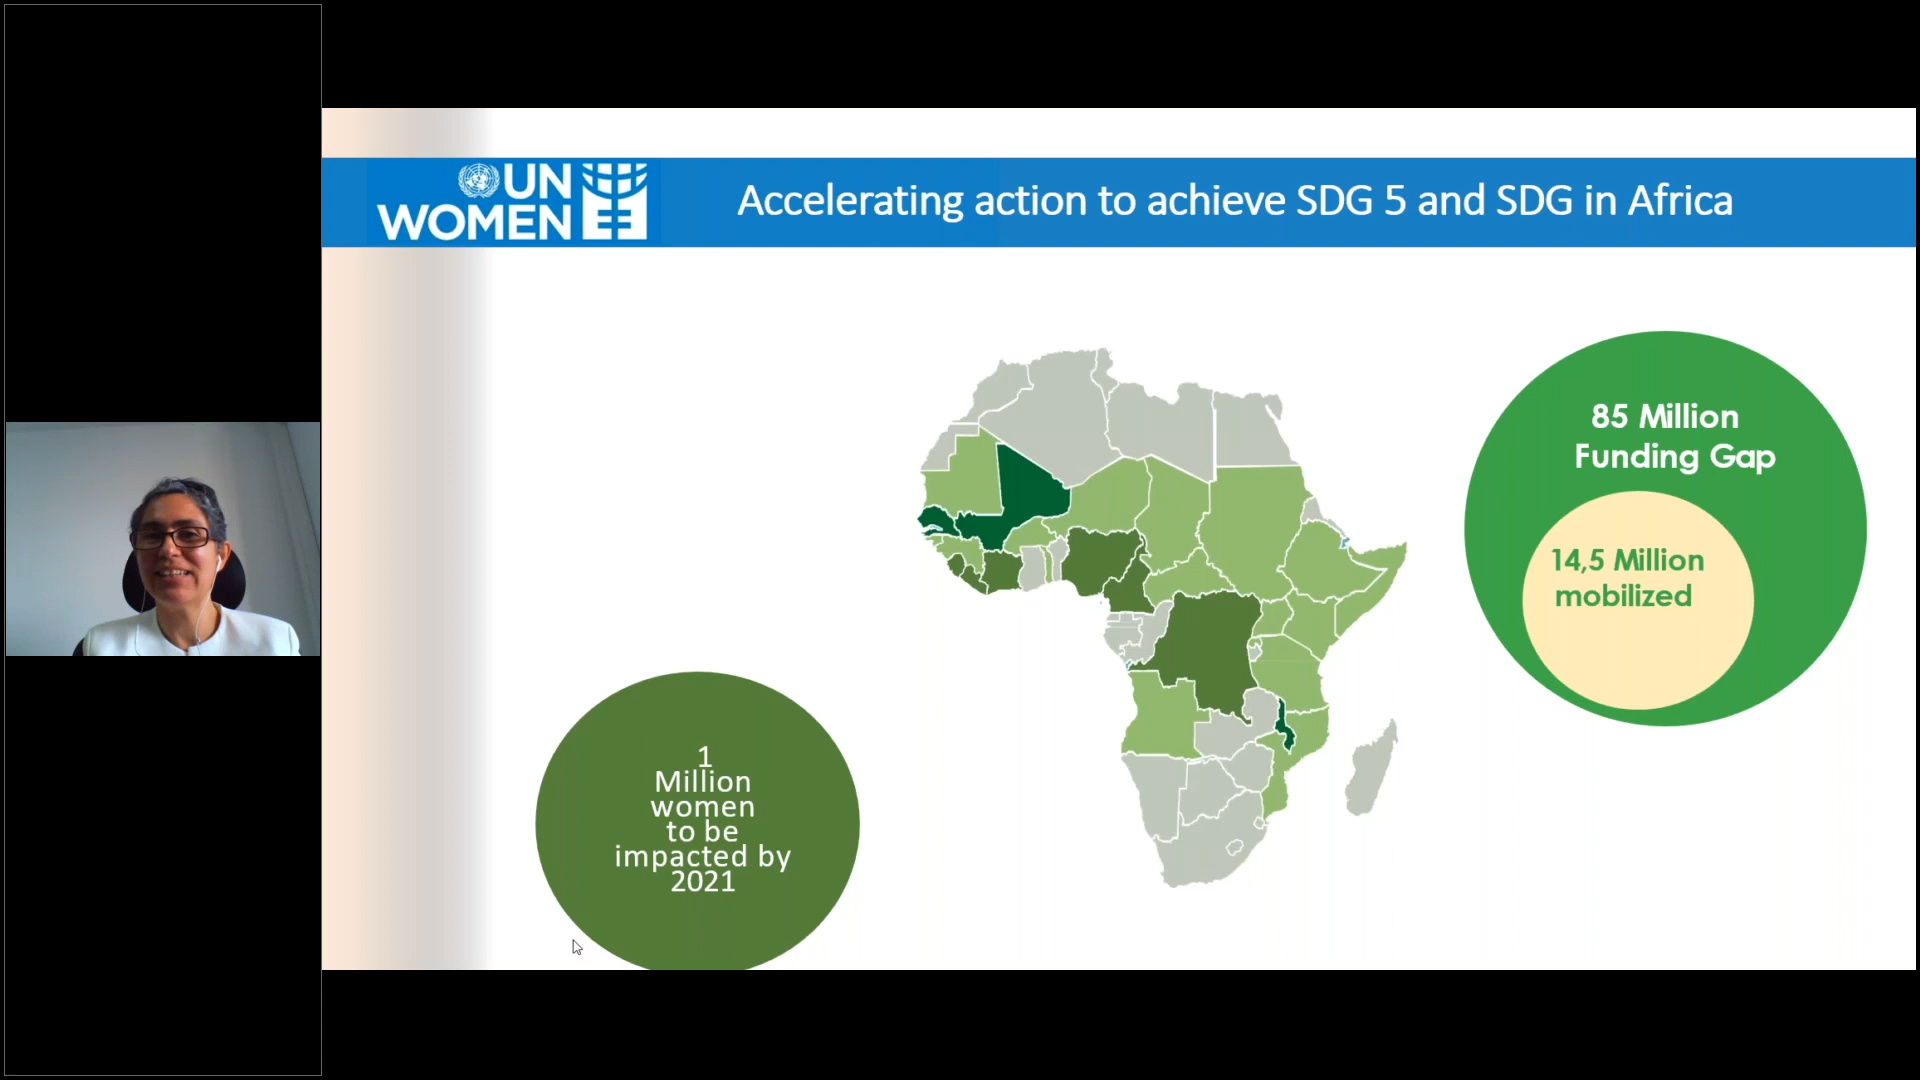 UN
WOMEN
Accelerating action to achieve SDG 5 and SDG in Africa
85 Million
Funding Gap
14,5 Million
mobilized
1
Million
women
to be
impacted by
2021